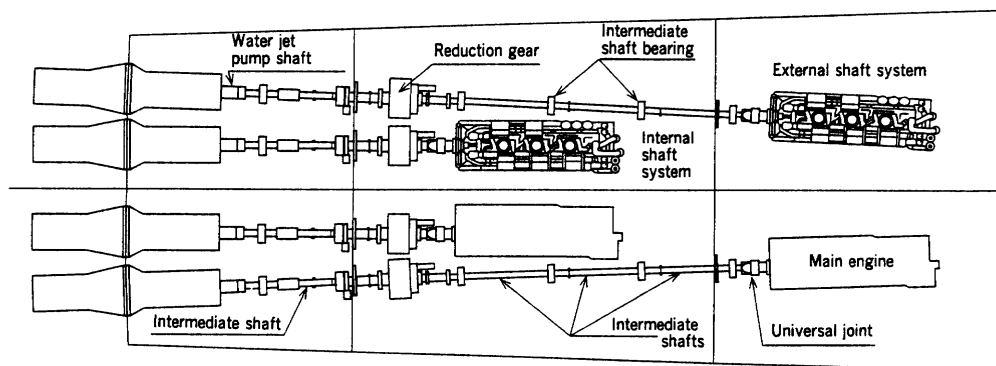 Water jet
pump shaft
Reduction gear
Intermediate
shaft bearing
External shaft system
Internal
shaft
system
Main engine
Intermediate shaft
Intermediate
shafts
Universal joint